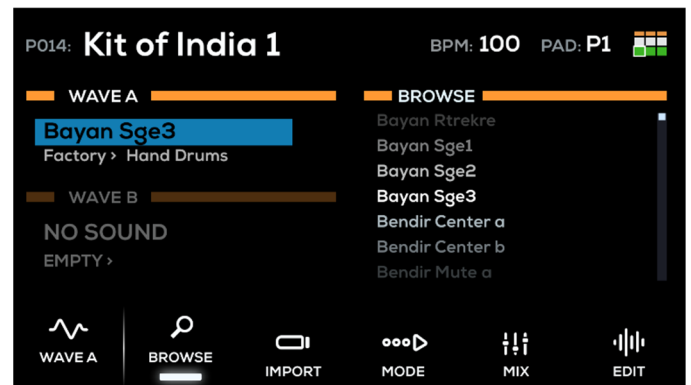 P014: Kit of India 1 BPM: 100 PAD: P1
WAVE A
Bayan Sge3
Factory > Hand Drums
WAVE B
NO SOUND
EMPTY >
BROWSE
Bayan Rtrekre
Bayan Sge1
Bayan Sge2
Bayan Sge3
Bendir Center a
Bendir Center b
Bendir Mute a
WAVE A BROWSE IMPORT MODE MIX EDIT